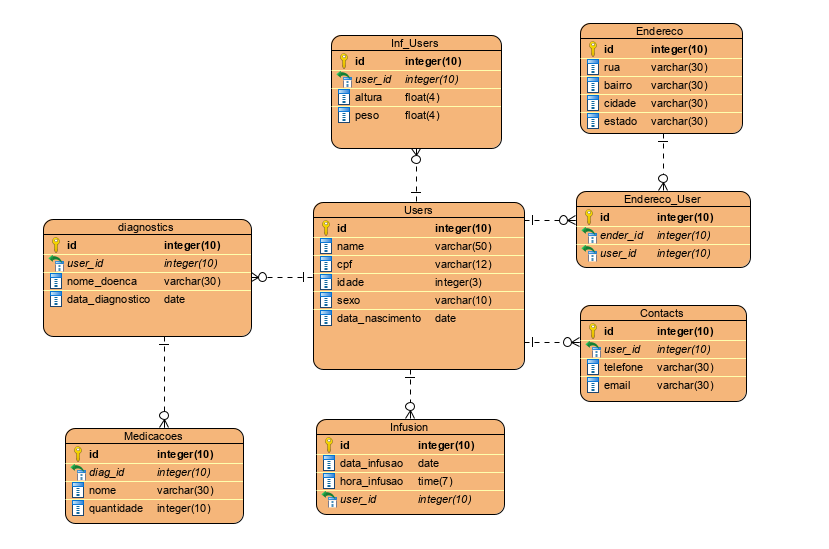 Inf_Users
id integer(10)
user_id integer(10)
altura float(4)
peso float(4)
Endereco
id integer(10)
rua varchar(30)
bairro varchar(30)
cidade varchar(30)
estado varchar(30)
diagnostics
id integer(10)
user_id integer(10)
nome_doenca varchar(30)
data_diagnostico date
Users
id integer(10)
name varchar(50)
cpf varchar(12)
idade integer(3)
sexo varchar(10)
data_nascimento date
Endereco_User
id integer(10)
ender_id integer(10)
user_id integer(10)
Contacts
id integer(10)
user_id integer(10)
telefone varchar(30)
email varchar(30)
Medicacoes
id integer(10)
diag_id integer(10)
nome varchar(30)
quantidade integer(10)
Infusion
id integer(10)
data_infusao date
hora_infusao time(7)
user_id integer(10)